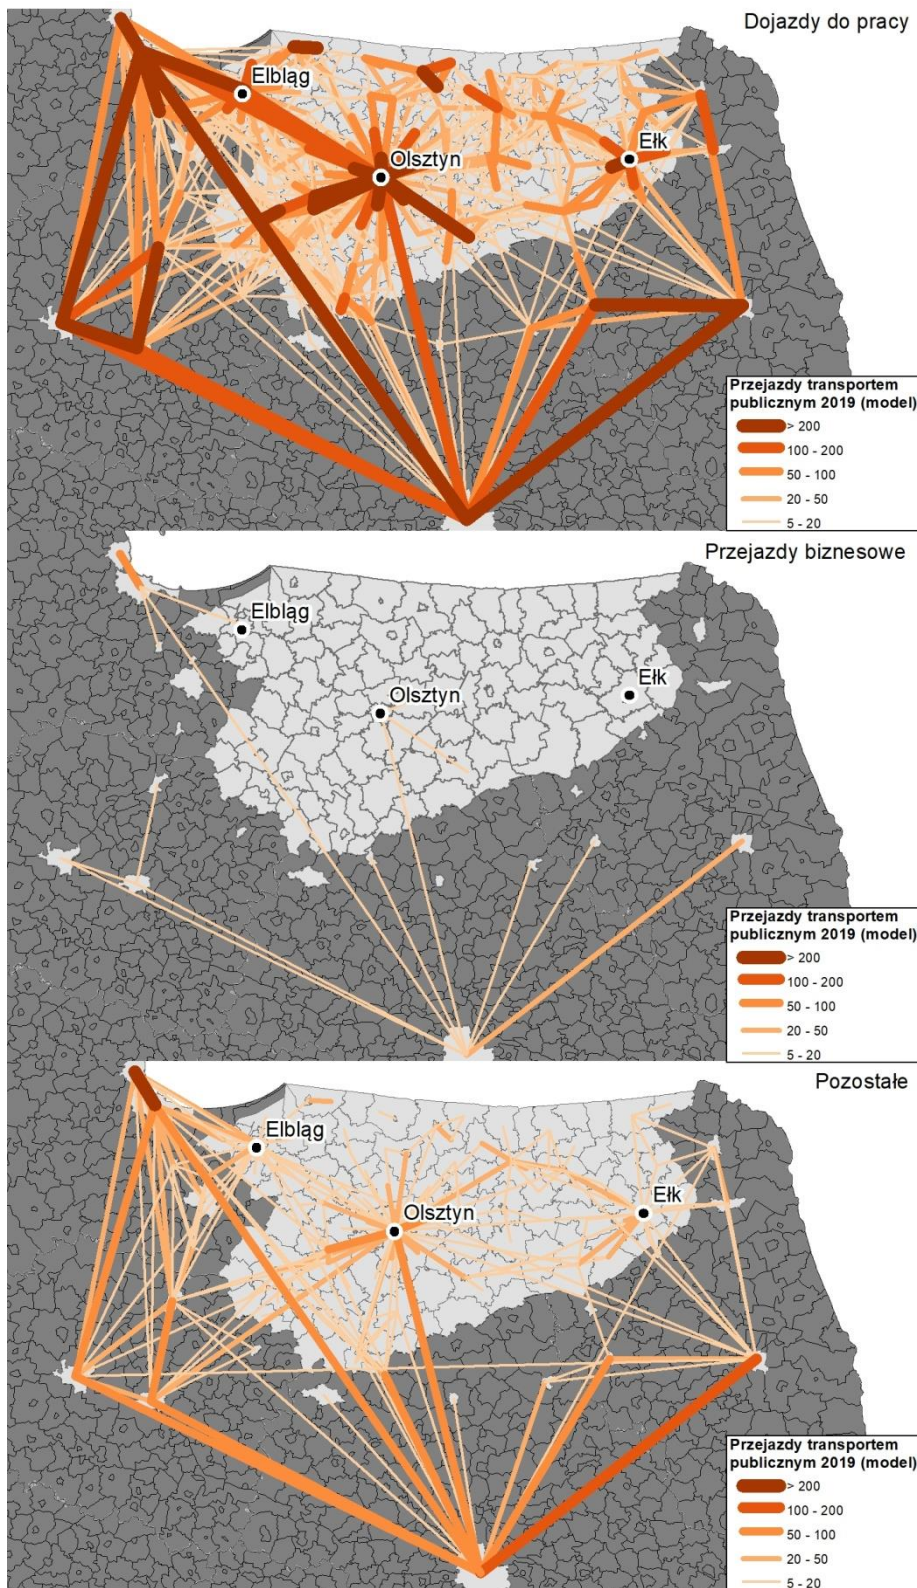 Dojazdy do pracy
Elbląg
Olsztyn
Ełk
Przejazdy transportem
publicznym 2019 (model)
> 200
100 - 200
50 - 100
20 - 50
5 - 20
Przejazdy biznesowe
Elbląg
Olsztyn
Ełk
Przejazdy transportem
publicznym 2019 (model)
> 200
100 - 200
50 - 100
20 - 50
5 - 20
Pozostałe
Elbląg
Olsztyn
Ełk
Przejazdy transportem
publicznym 2019 (model)
> 200
100 - 200
50 - 100
20 - 50
5 - 20